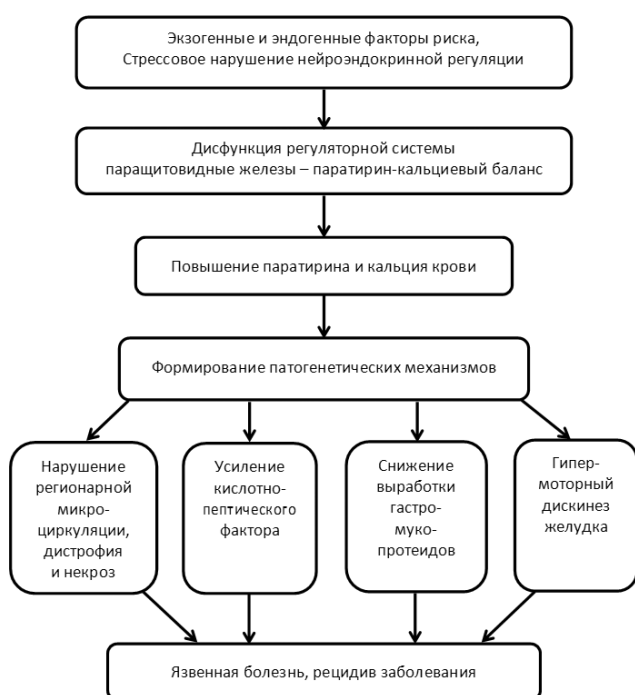 Экзогенные и эндогенные факторы риска,
Стрессовое нарушение нейроэндокринной регуляции
Дисфункция регуляторной системы
паращитовидные железы – паратирин-кальциевый баланс
Повышение паратирина и кальция крови
Формирование патогенетических механизмов
Нарушение
регионарной
микро-
циркуляции,
дистрофия
и некроз
Усиление
кислотно-
пептического
фактора
Снижение
выработки
гастро-
муко-
протеидов
Гипер-
моторный
дискинез
желудка
Язвенная болезнь, рецидив заболевания